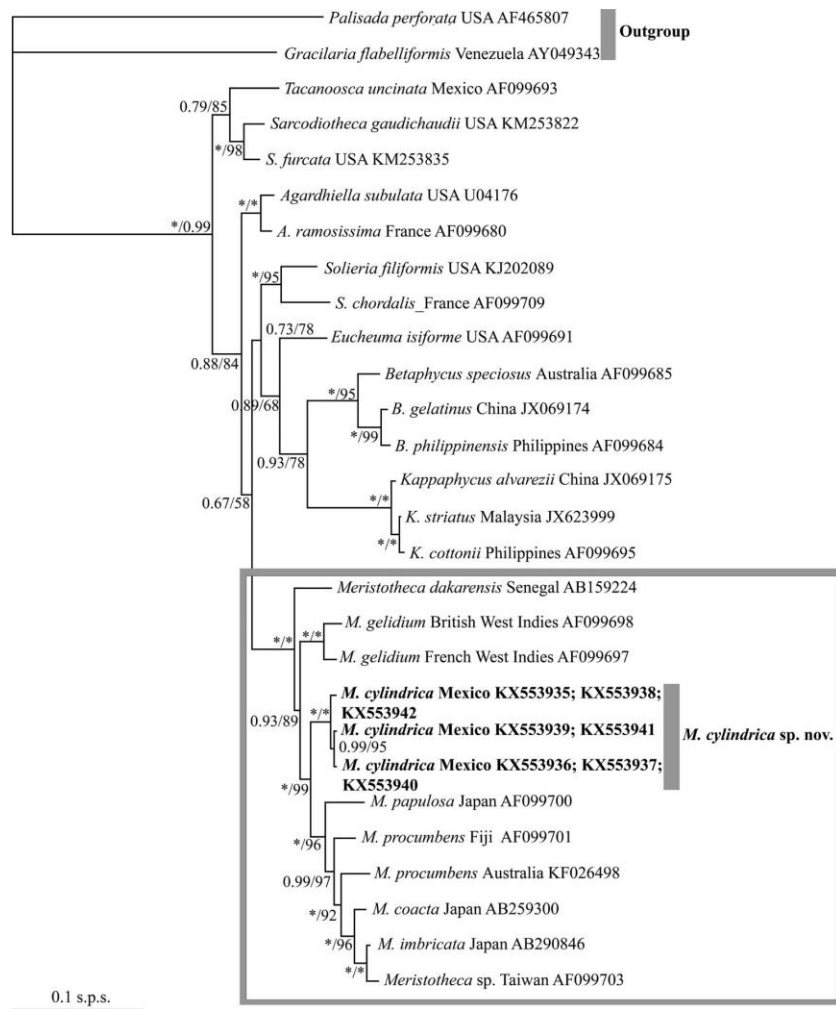 Palisada perforata USA AF465807
Outgroup
Gracilaria flabelliformis Venezuela AY049343
Tacanoosca uncinata Mexico AF099693
0.79/85
Sarcodiotheca gaudichaudii USA KM253822
*/98
S. furcata USA KM253835
Agardhiella subulata USA U04176
*/*
*/0.99
A. ramosissima France AF099680
Solieria filiformis USA KJ202089
*/95
S. chordalis_France AF099709
0.73/78
Eucheuma isiforme USA AF099691
0.88/84
Betaphycus speciosus Australia AF099685
0.89/68
*/95
B. gelatinus China JX069174
*/99
B. philippinensis Philippines AF099684
0.93/78
Kappaphycus alvarezii China JX069175
*/*
0.67/58
K. striatus Malaysia JX623999
*/*
K. cottonii Philippines AF099695
Meristotheca dakarensis Senegal AB159224
M. gelidium British West Indies AF099698
*/*
*/*
M. gelidium French West Indies AF099697
M. cylindrica Mexico KX553935; KX553938;
*/*
KX553942
0.93/89
M. cylindrica Mexico KX553939; KX553941
M. cylindrica sp. nov.
0.99/95
M. cylindrica Mexico KX553936; KX553937;
*/99
KX553940
M. papulosa Japan AF099700
*/96
M. procumbens Fiji AF099701
0.99/97
M. procumbens Australia KF026498
*/92
M. coacta Japan AB259300
*/96
M. imbricata Japan AB290846
*/*
Meristotheca sp. Taiwan AF099703
0.1 s.p.s.